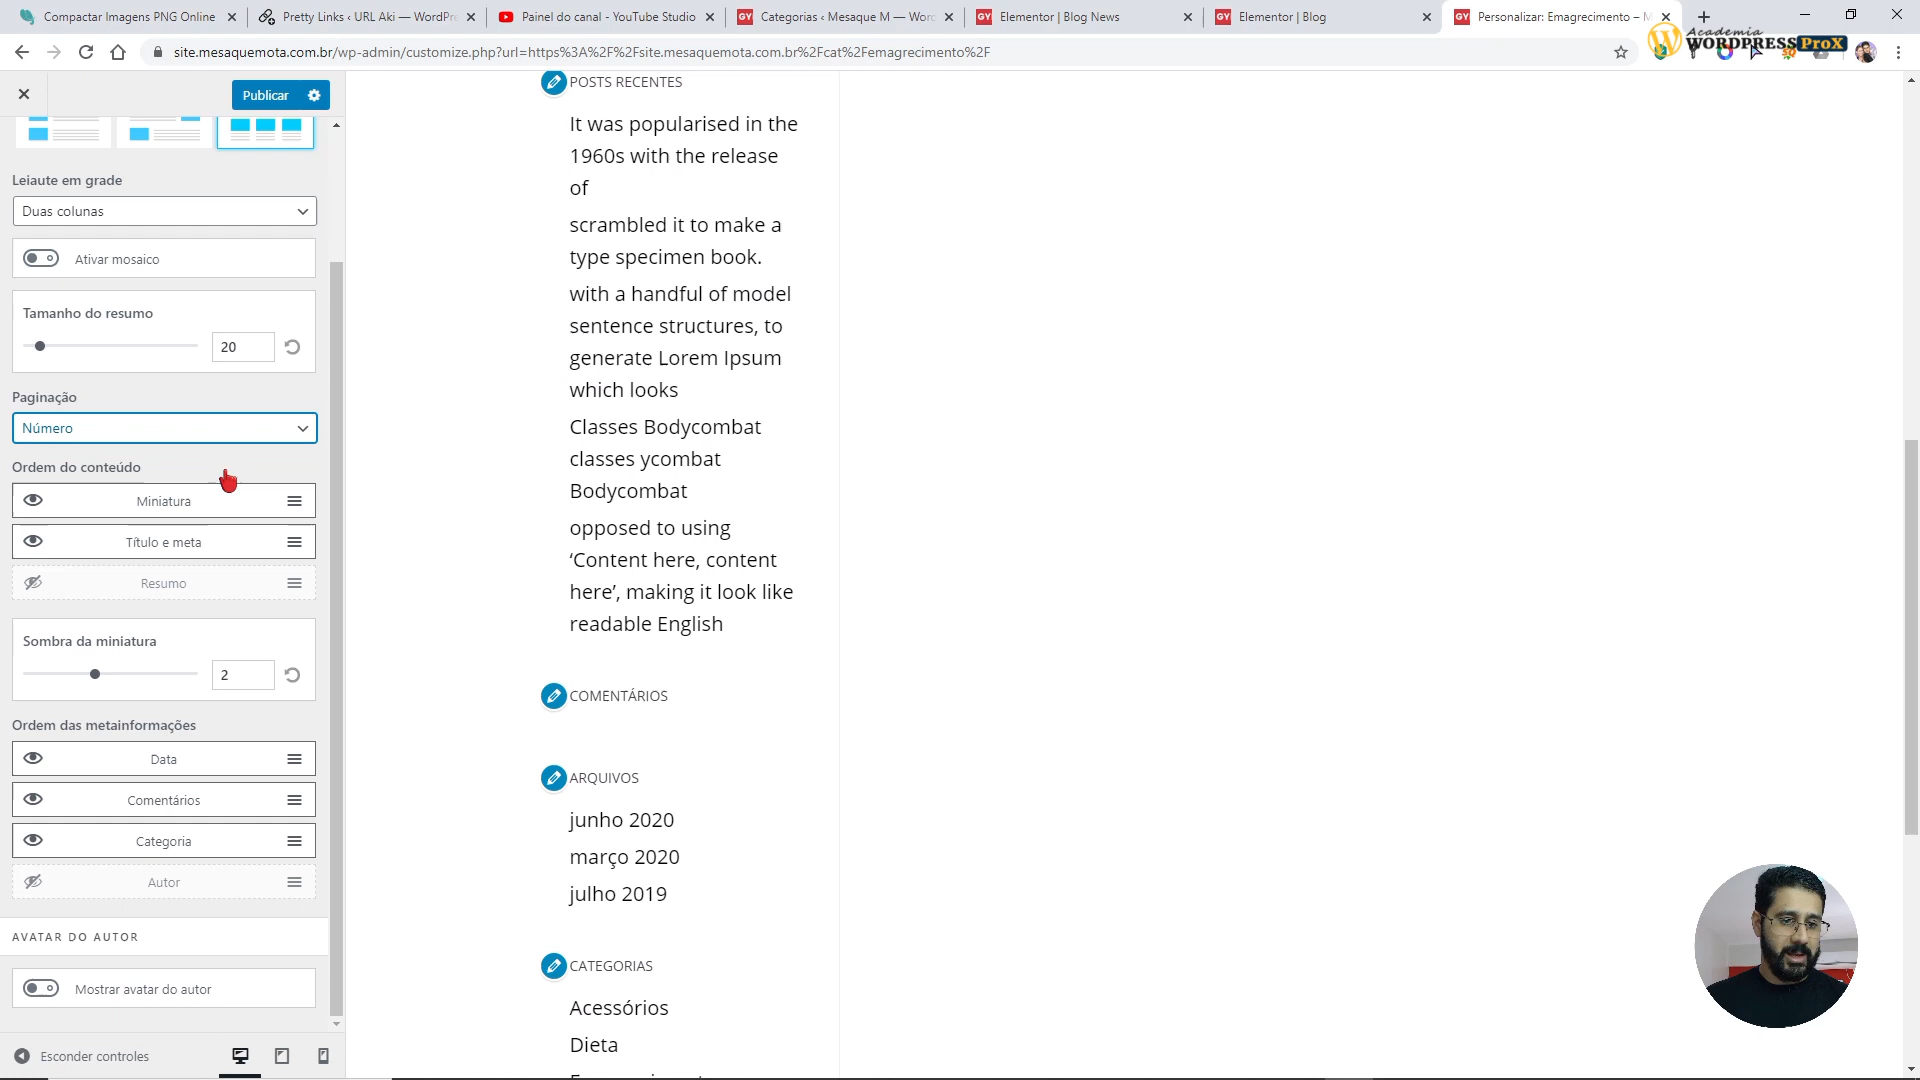 Compactar Imagens PNG Online
Pretty Links ‹ URL Aki — WordPre
Painel do canal - YouTube Studio
Categorias ‹ Mesaque M — Word
Elementor | Blog News
Elementor | Blog
Personalizar: Emagrecimento – M
site.mesaquemota.com.br/wp-admin/customize.php?url=https%3A%2F%2Fsite.mesaquemota.com.br%2Fcat%2Femagrecimento%2F
Academia
WORDPRESS ProX
Publicar
Leiaute em grade
Duas colunas
Ativar mosaico
Tamanho do resumo
20
Paginação
Número
Ordem do conteúdo
Miniatura
Título e meta
Resumo
Sombra da miniatura
2
Ordem das metainformações
Data
Comentários
Categoria
Autor
AVATAR DO AUTOR
Mostrar avatar do autor
Esconder controles
POSTS RECENTES
It was popularised in the
1960s with the release
of
scrambled it to make a
type specimen book.
with a handful of model
sentence structures, to
generate Lorem Ipsum
which looks
Classes Bodycombat
classes ycombat
Bodycombat
opposed to using
‘Content here, content
here’, making it look like
readable English
COMENTÁRIOS
ARQUIVOS
junho 2020
março 2020
julho 2019
CATEGORIAS
Acessórios
Dieta